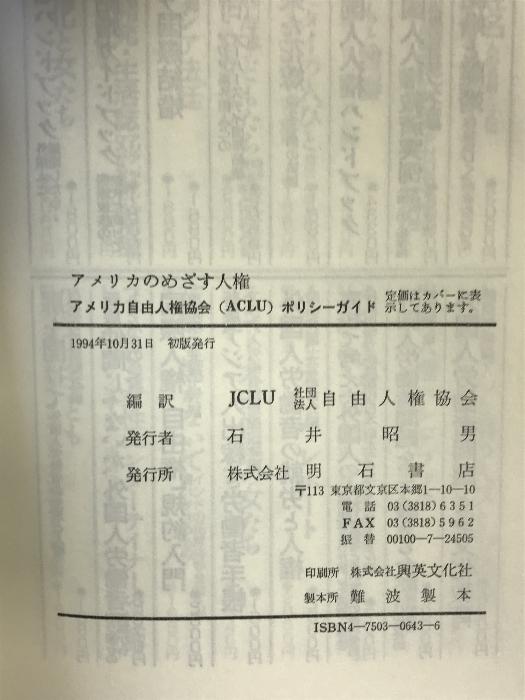 アメリカのめざす人権
アメリカ自由人権協会（ACLU）ポリシーガイド 定価はカバーに表示してあります。
1994年10月31日 初版発行
編訳 JCLU 社団法人 自由人権協会
発行者 石井昭男
発行所 株式会社 明石書店
〒113 東京都文京区本郷1―10―10
電話 03(3818)6351
FAX 03(3818)5962
振替 00100―7―24505
印刷所 株式会社興英文化社
製本所 難波製本
ISBN4―7503―0643―6